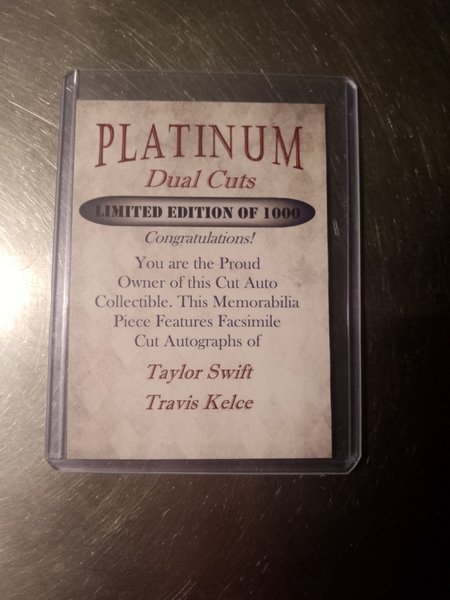 PLATINUM
Dual Cuts
LIMITED EDITION OF 1000
Congratulations!
You are the Proud
Owner of this Cut Auto
Collectible. This Memorabilia
Piece Features Facsimile
Cut Autographs of
Taylor Swift
Travis Kelce